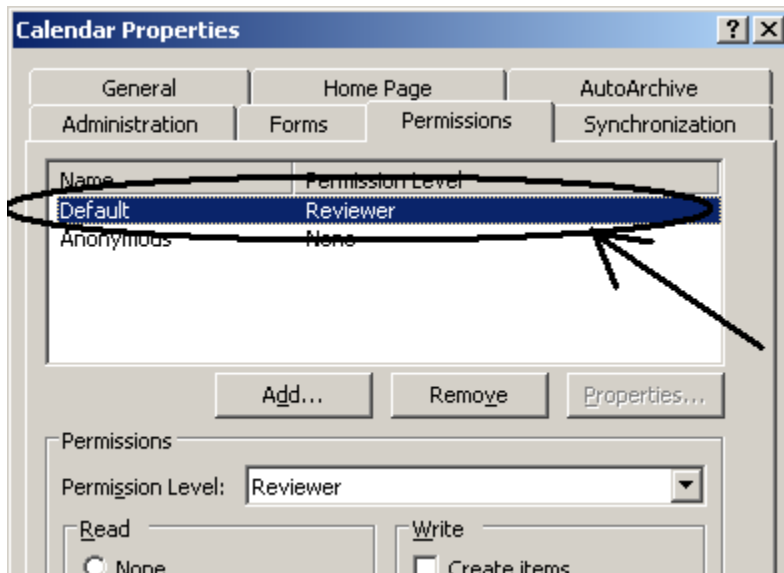 Calendar Properties ? X
General Home Page AutoArchive
Administration Forms Permissions Synchronization
Name Permission Level
Default Reviewer
Anonymous None
Add... Remove Properties...
Permissions
Permission Level: Reviewer
Read Write
None Create items